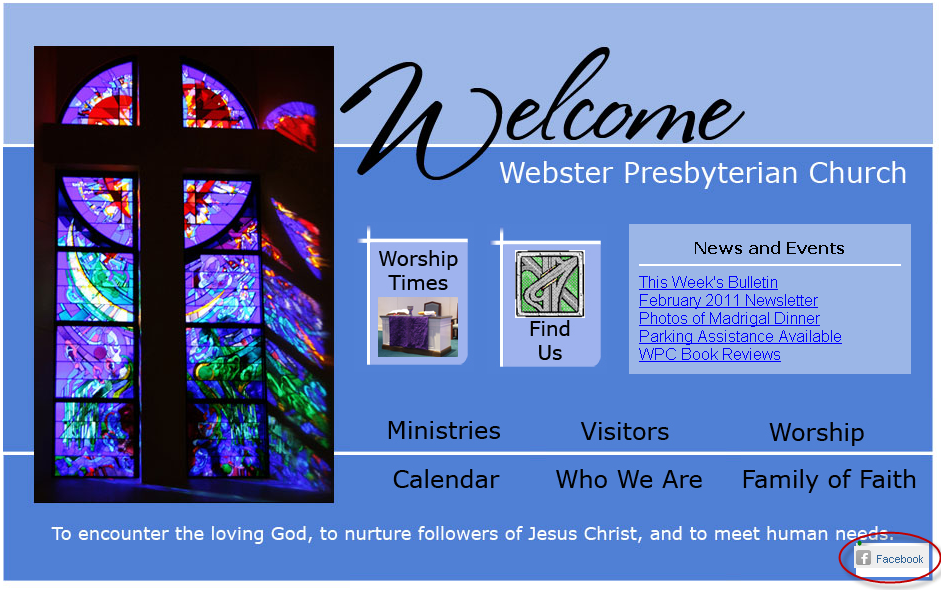 Welcome
Webster Presbyterian Church
Worship
Times
Find
Us
News and Events
This Week's Bulletin
February 2011 Newsletter
Photos of Madrigal Dinner
Parking Assistance Available
WPC Book Reviews
Ministries
Visitors
Worship
Calendar
Who We Are
Family of Faith
To encounter the loving God, to nurture followers of Jesus Christ, and to meet human needs.
f Facebook